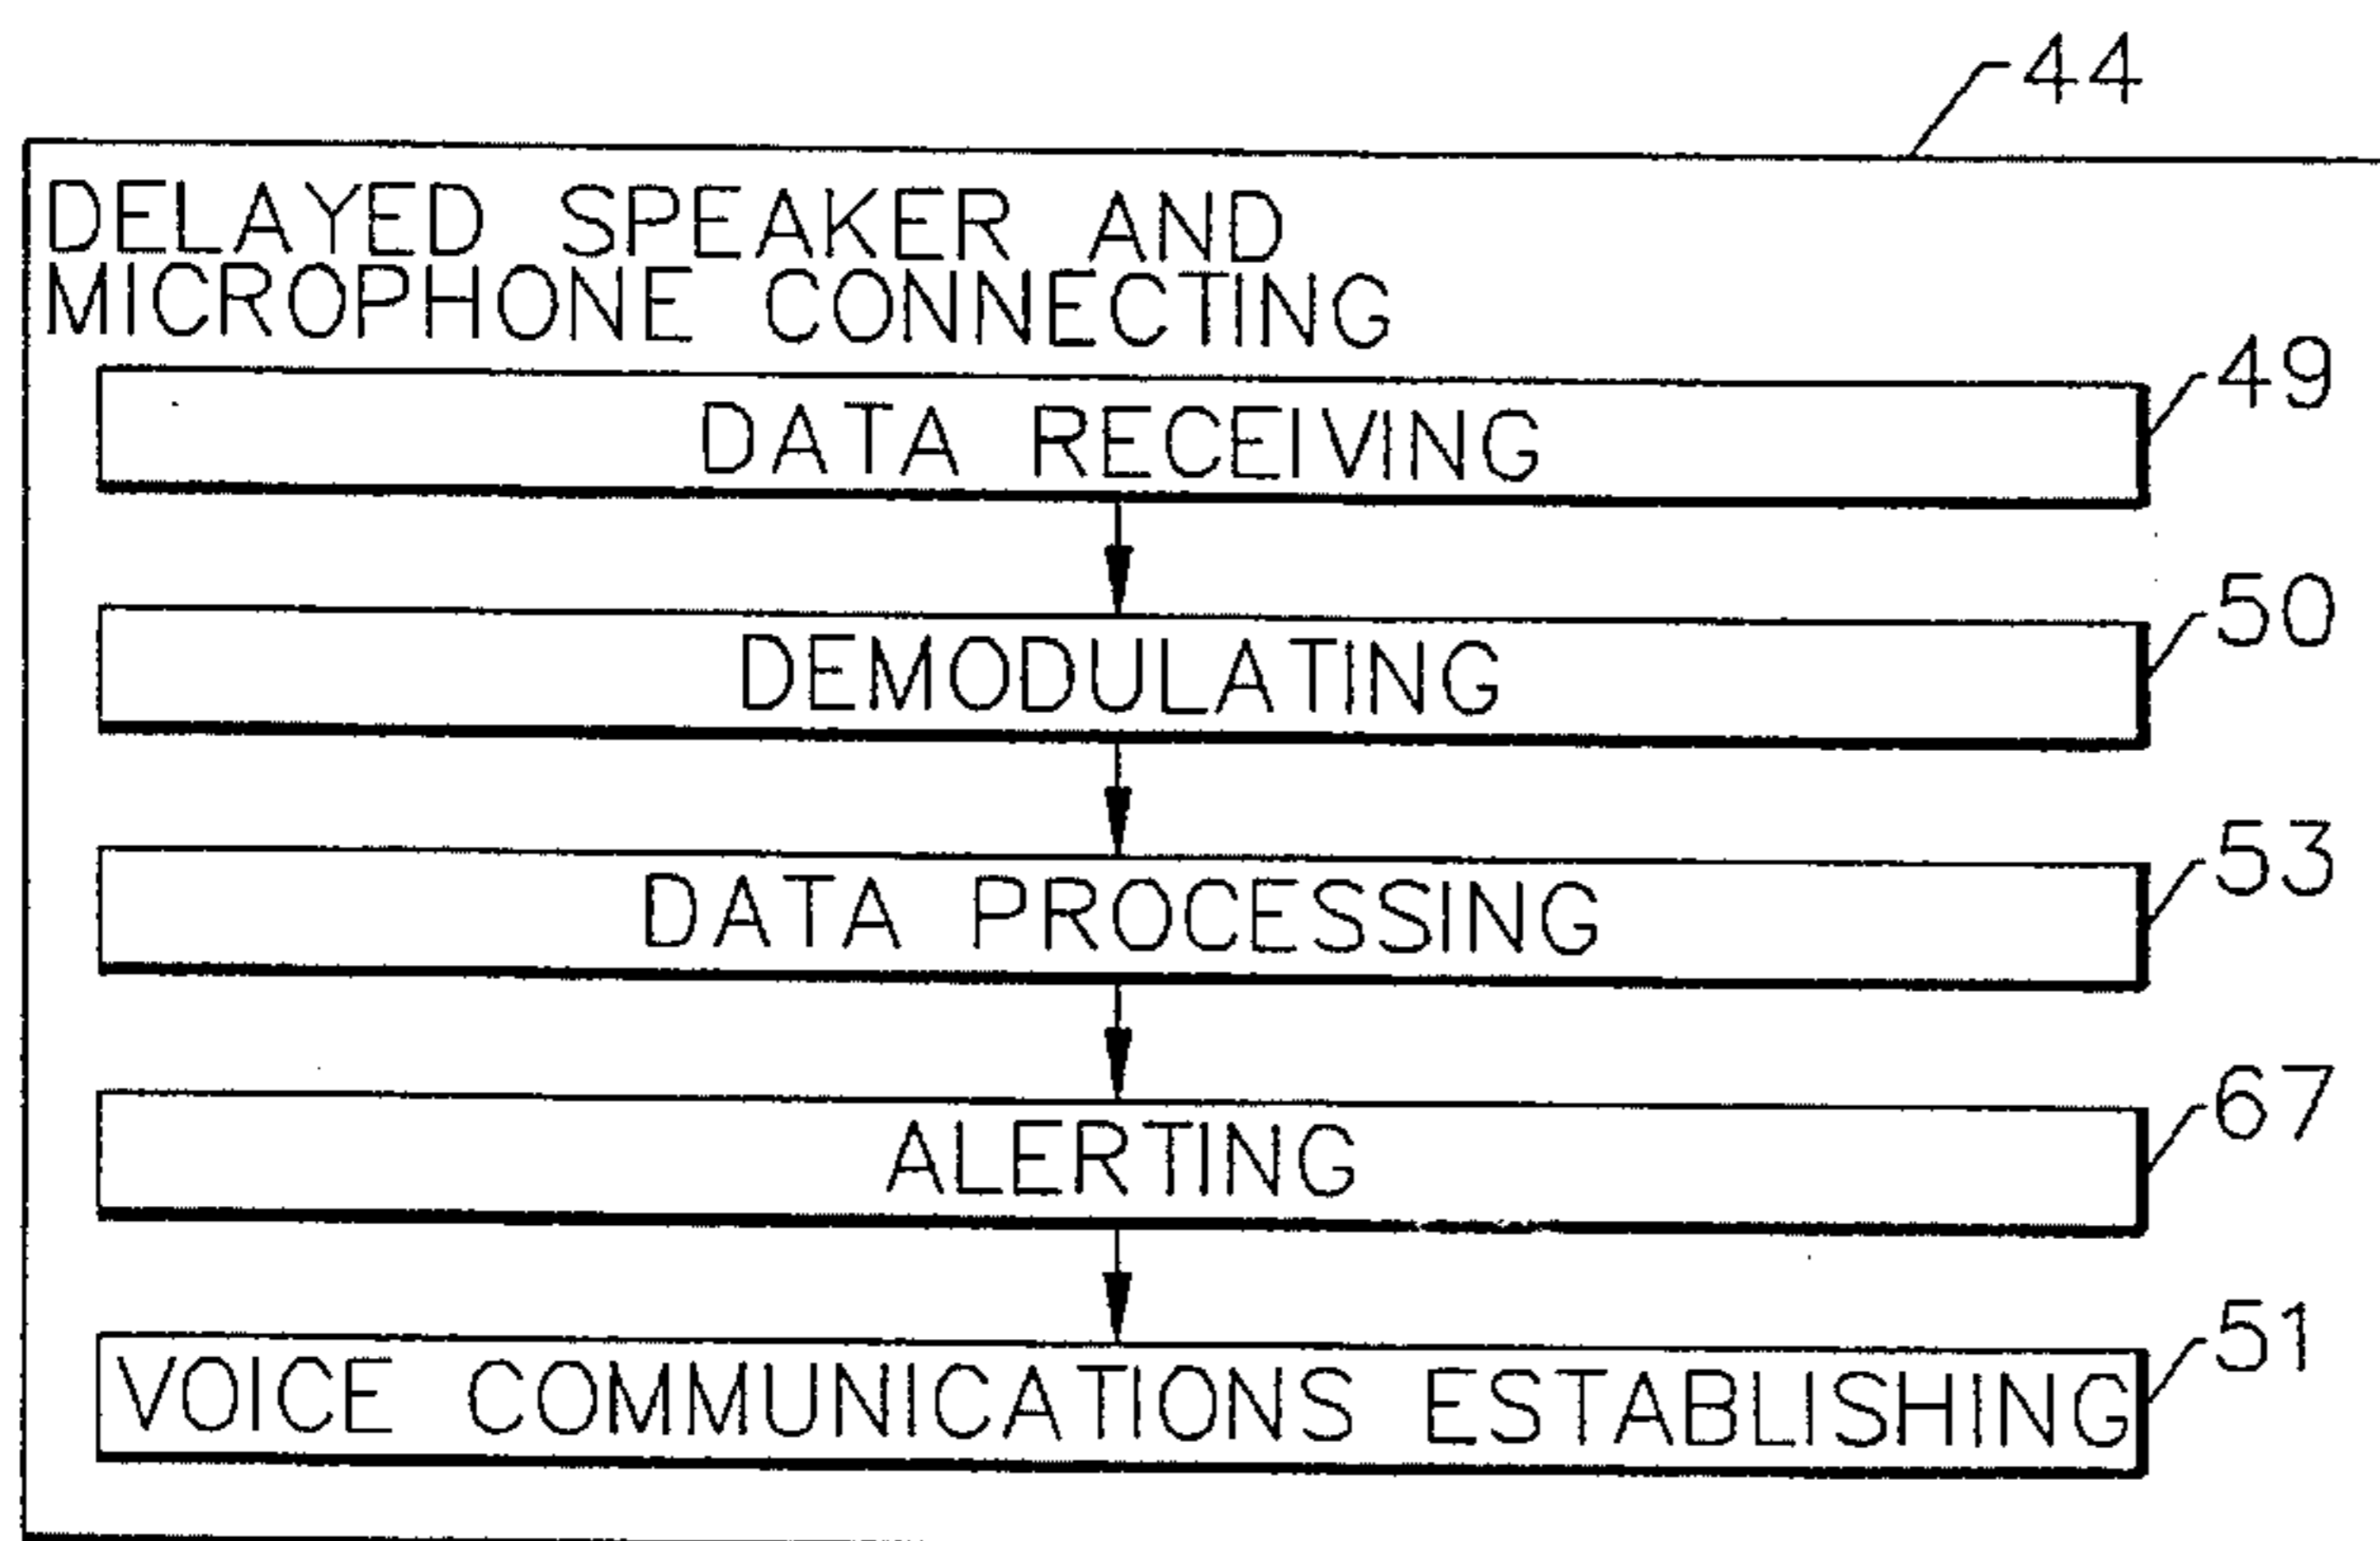 44
DELAYED SPEAKER AND
MICROPHONE CONNECTING
49
DATA RECEIVING
50
DEMODULATING
53
DATA PROCESSING
67
ALERTING
51
VOICE COMMUNICATIONS ESTABLISHING